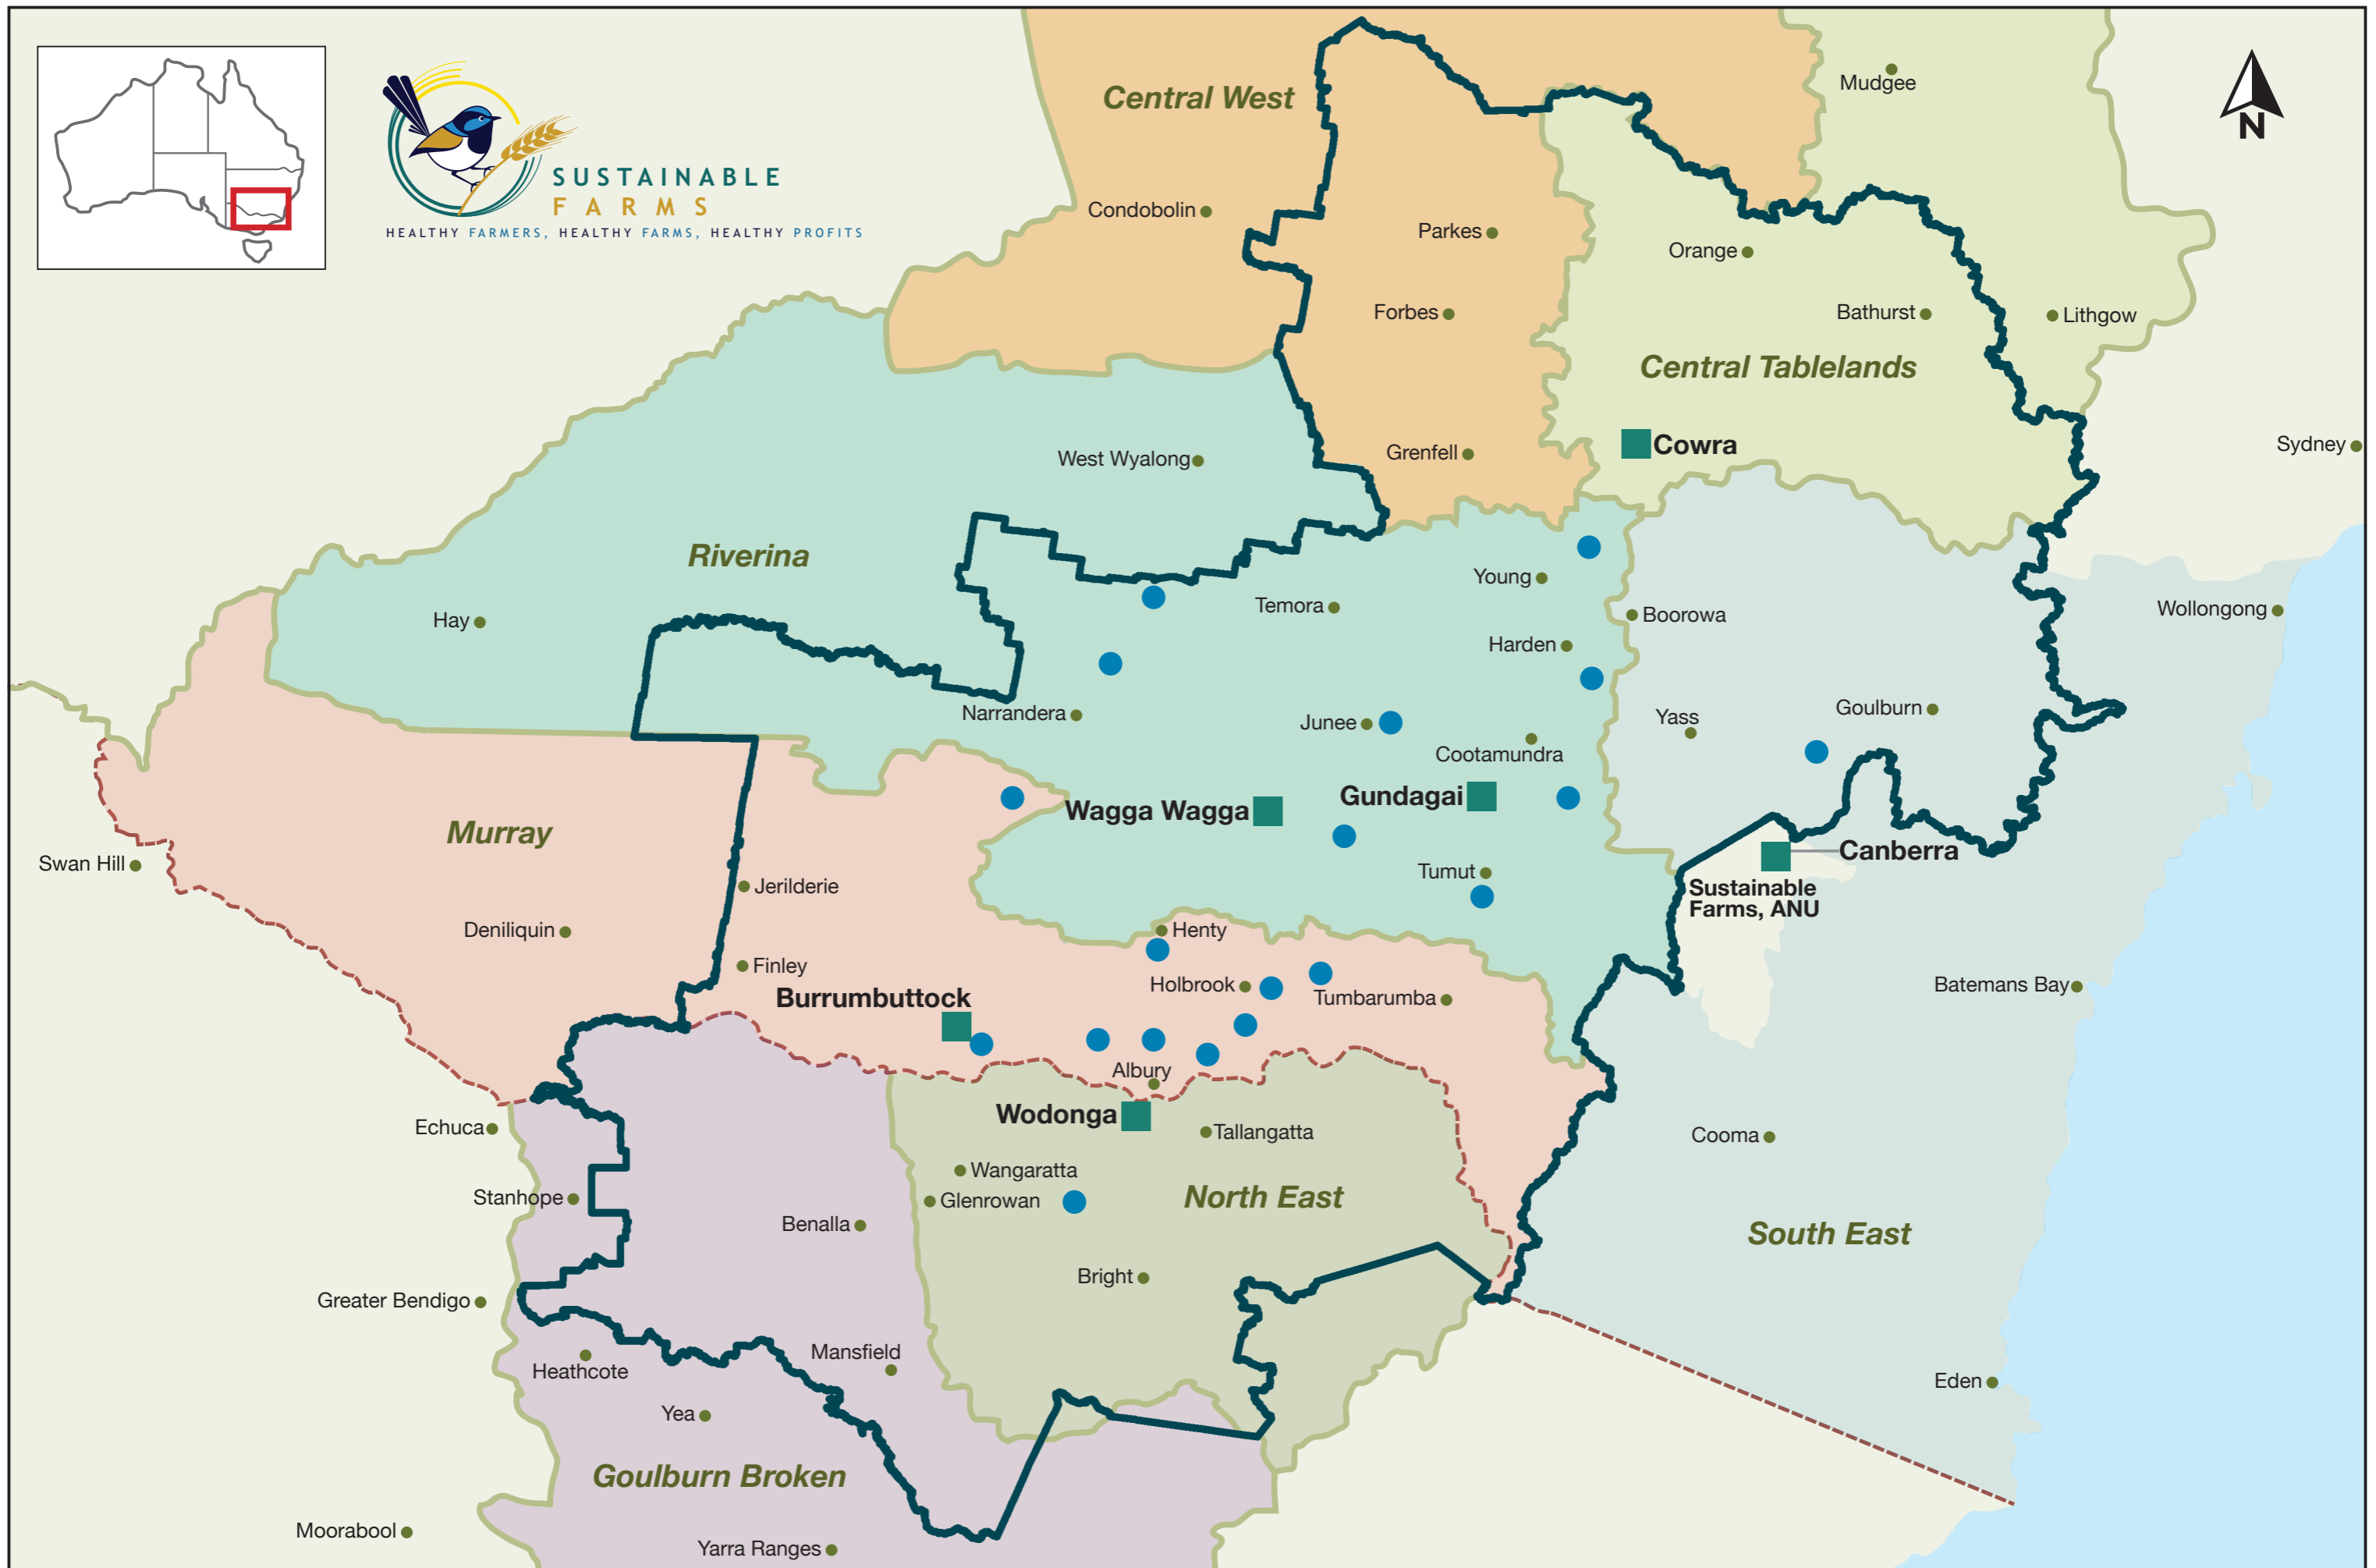 Central West
Mudgee
N
SUSTAINABLE
FARMS
HEALTHY FARMERS, HEALTHY FARMS, HEALTHY PROFITS
Condobolin
Parkes
Orange
Forbes
Bathurst
Lithgow
Central Tablelands
Cowra
Sydney
Grenfell
West Wyalong
Riverina
Young
Temora
Boorowa
Wollongong
Hay
Harden
Narrandera
Junee
Yass
Goulburn
Cootamundra
Gundagai
Wagga Wagga
Murray
Canberra
Swan Hill
Jerilderie
Tumut
Sustainable
Farms, ANU
Deniliquin
Henty
Finley
Holbrook
Tumbarumba
Batemans Bay
Burrumbuttock
Albury
Wodonga
Echuca
Tallangatta
Cooma
Wangaratta
Stanhope
Glenrowan
North East
Benalla
South East
Bright
Greater Bendigo
Mansfield
Heathcote
Eden
Yea
Goulburn Broken
Moorabool
Yarra Ranges